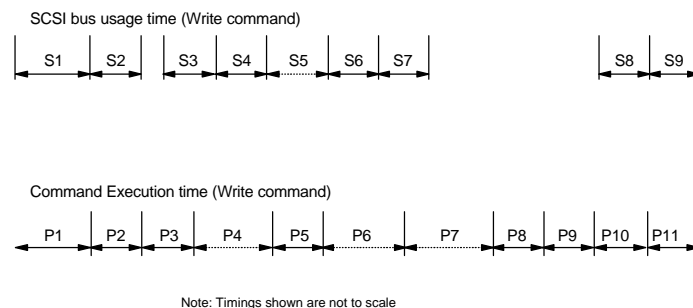 SCSI bus usage time (Write command)
S1 S2 S3 S4 S5 S6 S7 S8 S9
Command Execution time (Write command)
P1 P2 P3 P4 P5 P6 P7 P8 P9 P10 P11
Note: Timings shown are not to scale